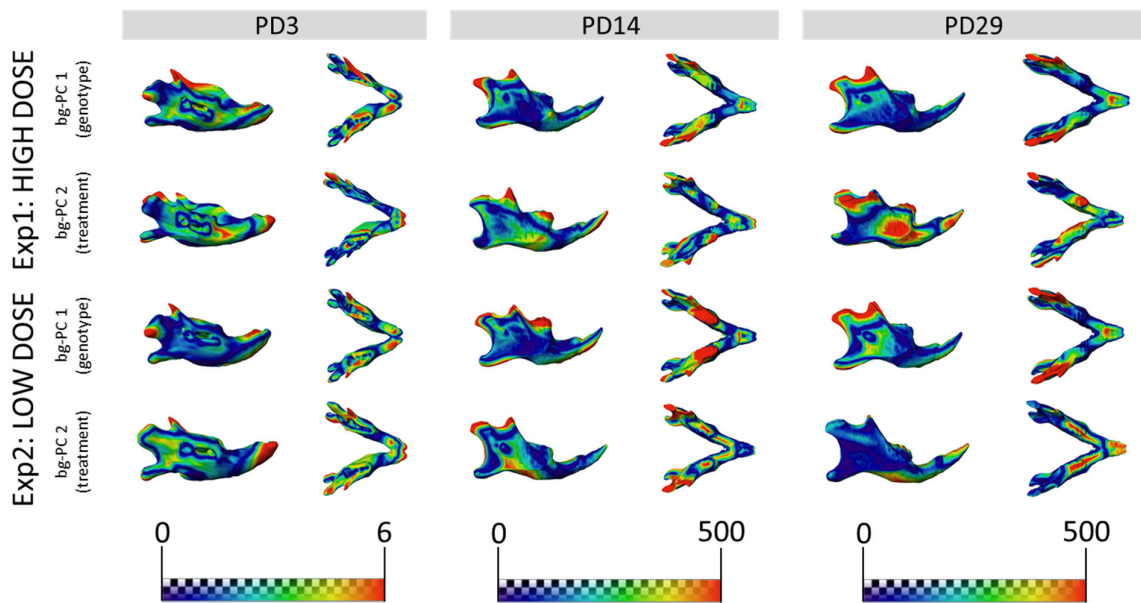 PD3 PD14 PD29
Exp1: HIGH DOSE
bg-PC 1
(genotype)
bg-PC 2
(treatment)
Exp2: LOW DOSE
bg-PC 1
(genotype)
bg-PC 2
(treatment)
0 6 0 500 0 500